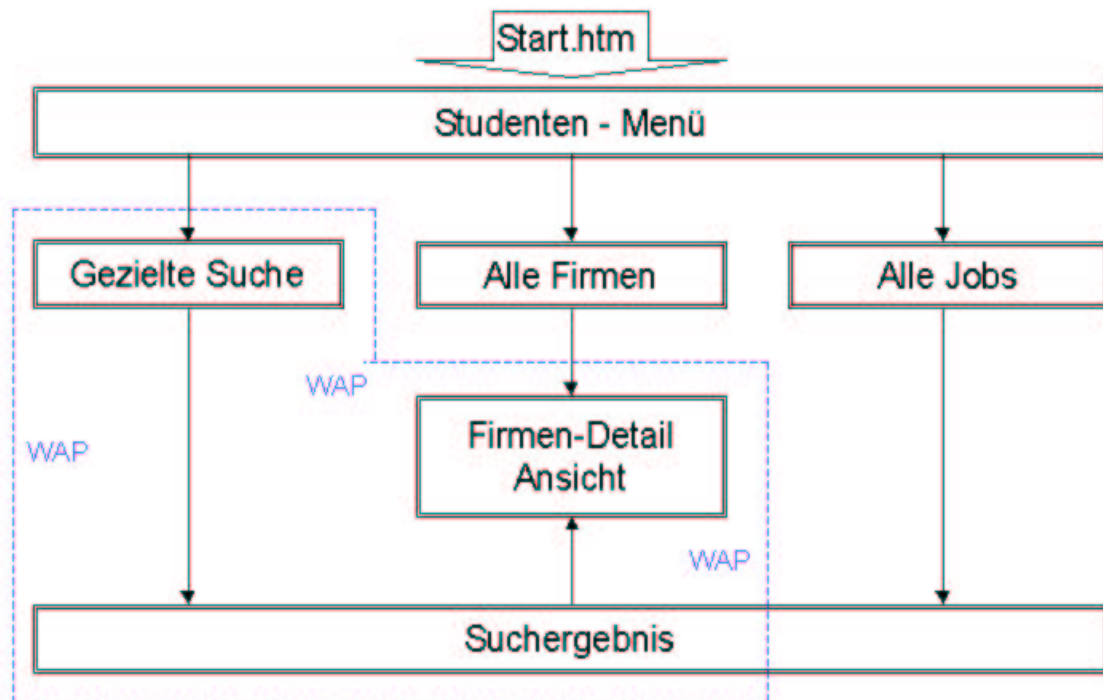 Start.htm
Studenten - Menü
Gezielte Suche
Alle Firmen
Alle Jobs
WAP
WAP
Firmen-Detail
Ansicht
WAP
Suchergebnis